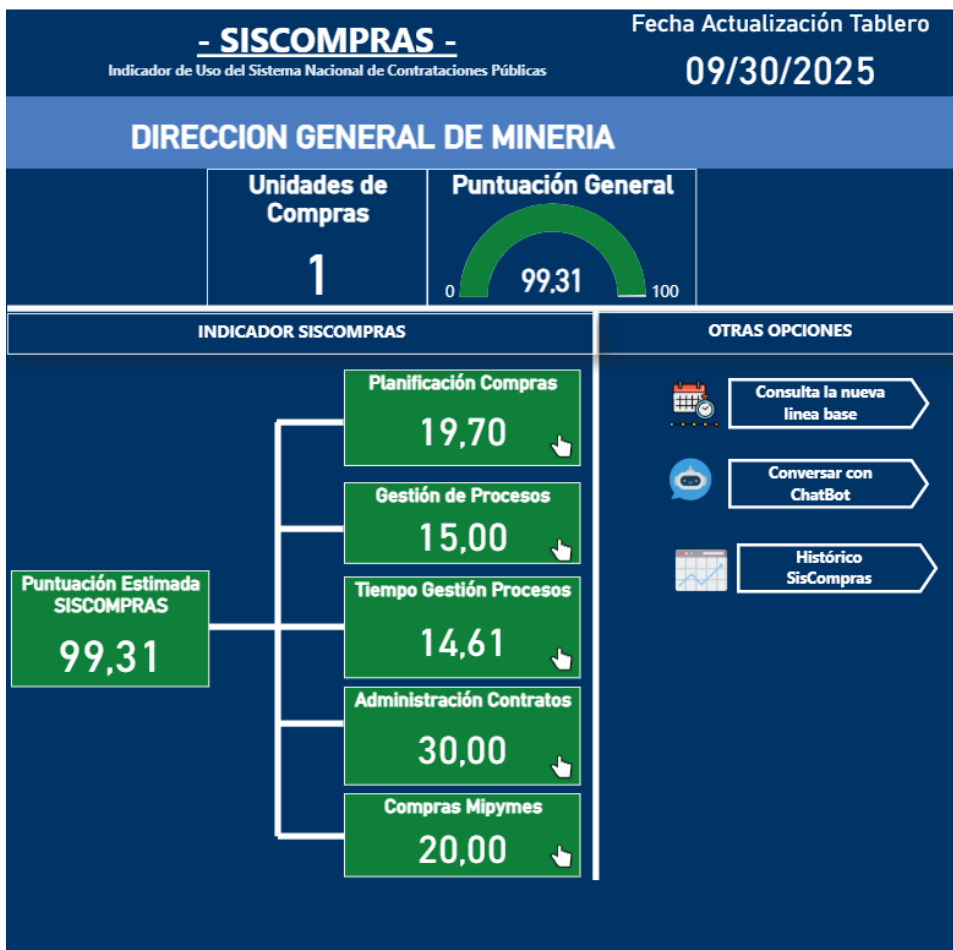 - SISCOMPRAS -
Indicador de Uso del Sistema Nacional de Contrataciones Públicas
Fecha Actualización Tablero
09/30/2025
DIRECCION GENERAL DE MINERIA
Unidades de
Compras
1
Puntuación General
99,31
0
100
INDICADOR SISCOMPRAS
Puntuación Estimada
SISCOMPRAS
99,31
Planificación Compras
19,70
Gestión de Procesos
15,00
Tiempo Gestión Procesos
14,61
Administración Contratos
30,00
Compras Mipymes
20,00
OTRAS OPCIONES
Consulta la nueva
linea base
Conversar con
ChatBot
Histórico
SisCompras